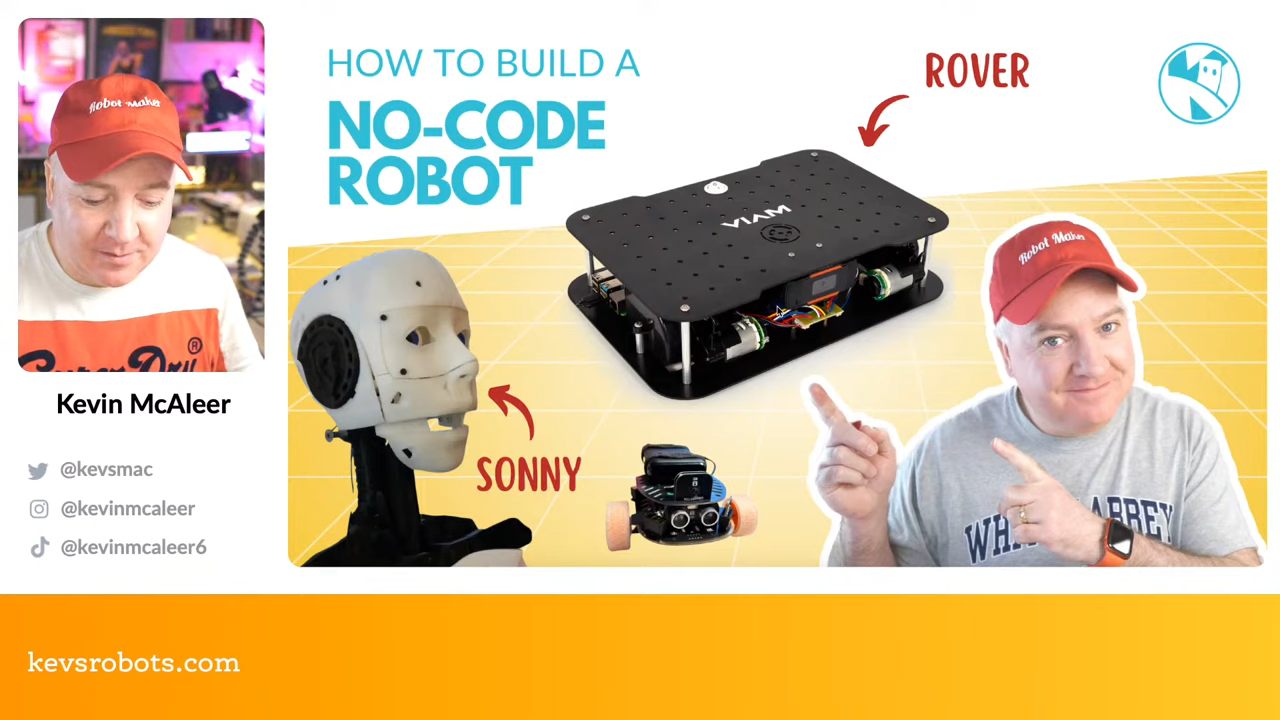 Robot Maker
SuperDry®
Kevin McAleer
@kevsmac
@kevinmcaleer
@kevinmcaleer6
HOW TO BUILD A
NO-CODE
ROBOT
ROVER
VIAM
SONNY
Robot Maker
kevsrobots.com